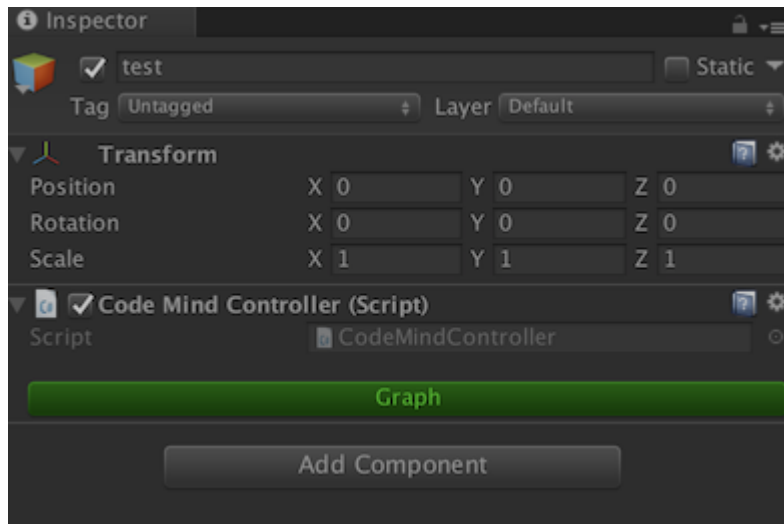 Inspector
test Static
Tag Untagged Layer Default
Transform
Position X 0 Y 0 Z 0
Rotation X 0 Y 0 Z 0
Scale X 1 Y 1 Z 1
Code Mind Controller (Script)
Script CodeMindController
Graph
Add Component